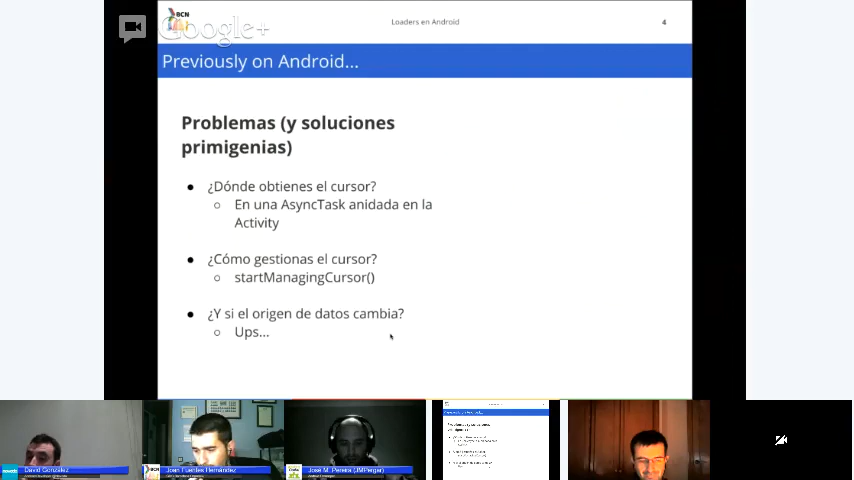 BCN
Google+
Loaders en Android
4
Previously on Android...
Problemas (y soluciones
primigenias)
● ¿Dónde obtienes el cursor?
○ En una AsyncTask anidada en la
Activity
● ¿Cómo gestionas el cursor?
○ startManagingCursor()
● ¿Y si el origen de datos cambia?
○ Ups...
David González
Joan Fuentes Hernández
José M. Pereira (JMPergar)